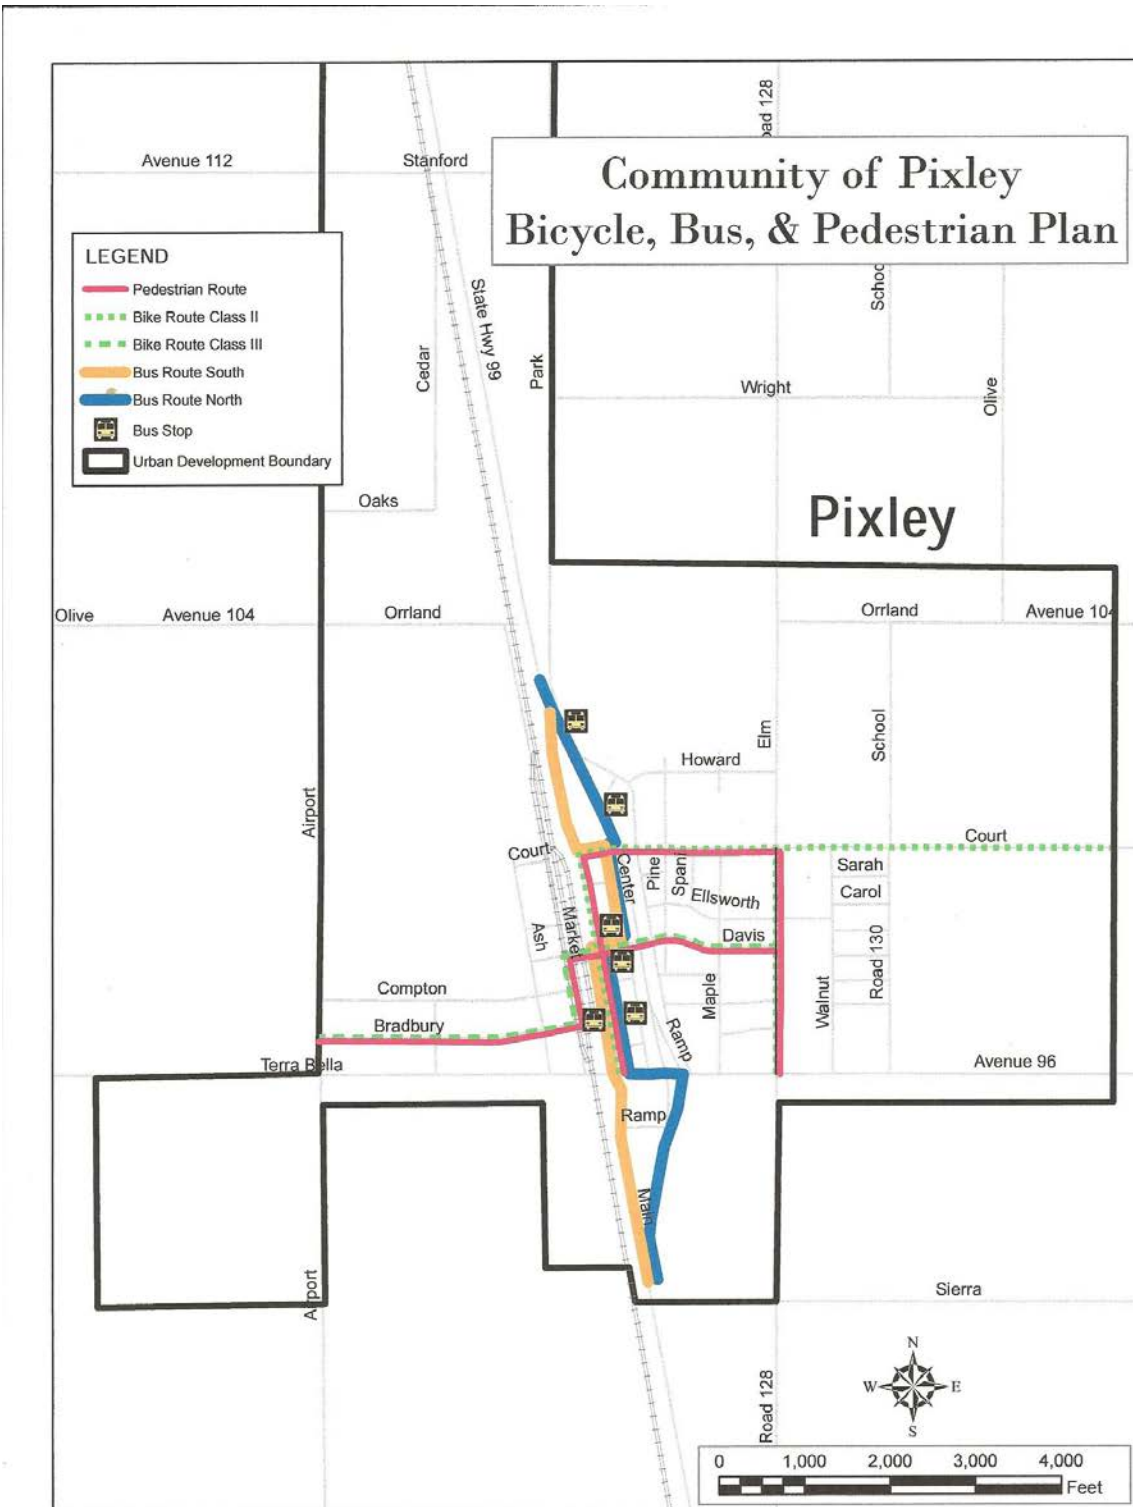 Road 128
Avenue 112
Stanford
Community of Pixley
Bicycle, Bus, & Pedestrian Plan
LEGEND
Pedestrian Route
Bike Route Class II
Bike Route Class III
Bus Route South
Bus Route North
Bus Stop
Urban Development Boundary
State Hwy 99
Cedar
Park
Wright
Olive
Oaks
Pixley
Olive
Avenue 104
Orrland
Orrland
Avenue 104
Elm
School
Howard
Airport
Court
Court
Center
Pine
Sarah
Carol
Ellsworth
Ash
Market
Davis
Road 130
Compton
Maple
Walnut
Bradbury
Ramp
Terra Bella
Avenue 96
Ramp
Main
Airport
Sierra
N
W
E
S
Road 128
0 1,000 2,000 3,000 4,000
Feet